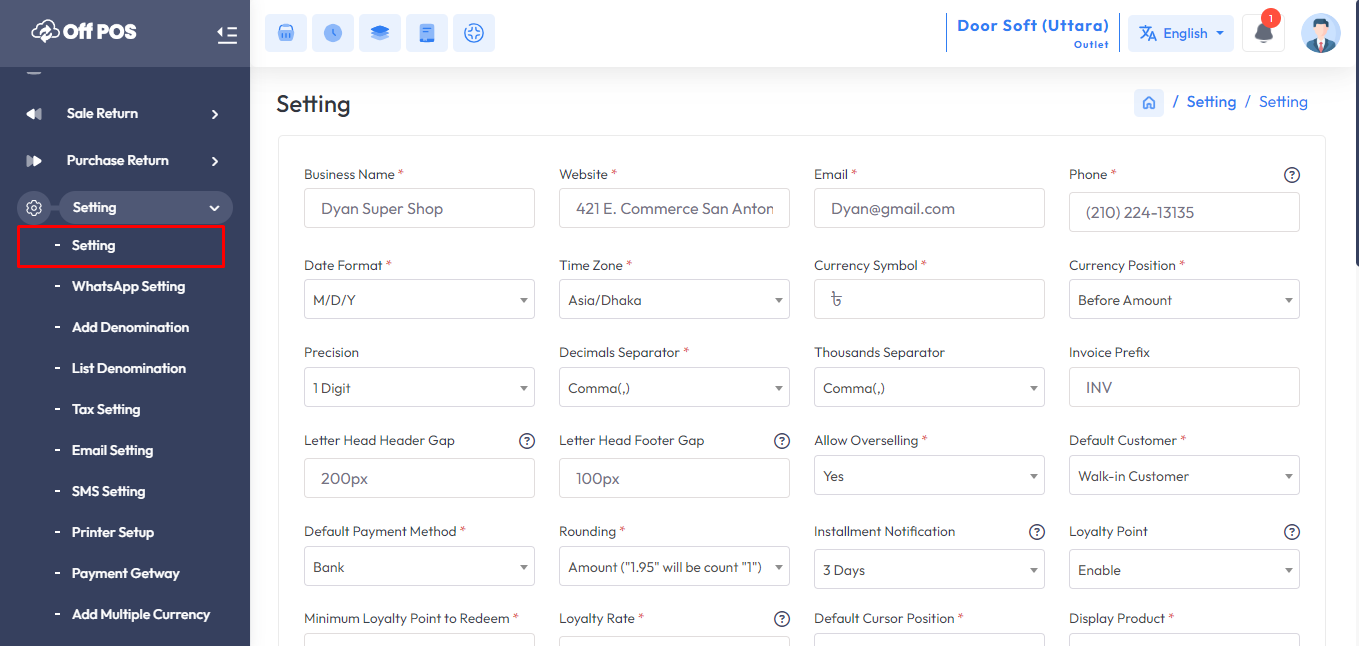 Off POS
Door Soft (Uttara)
Outlet
English
1
Sale Return
Purchase Return
Setting
- Setting
- WhatsApp Setting
- Add Denomination
- List Denomination
- Tax Setting
- Email Setting
- SMS Setting
- Printer Setup
- Payment Getway
- Add Multiple Currency
Setting
/ Setting / Setting
Business Name * Website * Email * Phone * ?
Dyan Super Shop 421 E. Commerce San Anton Dyan@gmail.com (210) 224-13135
Date Format * Time Zone * Currency Symbol * Currency Position *
M/D/Y Asia/Dhaka ৳ Before Amount
Precision Decimals Separator * Thousands Separator Invoice Prefix
1 Digit Comma(,) Comma(,) INV
Letter Head Header Gap ? Letter Head Footer Gap ? Allow Overselling * Default Customer *
200px 100px Yes Walk-in Customer
Default Payment Method * Rounding * Installment Notification ? Loyalty Point ?
Bank Amount ("1.95" will be count "1") 3 Days Enable
Minimum Loyalty Point to Redeem * Loyalty Rate * ? Default Cursor Position * Display Product *